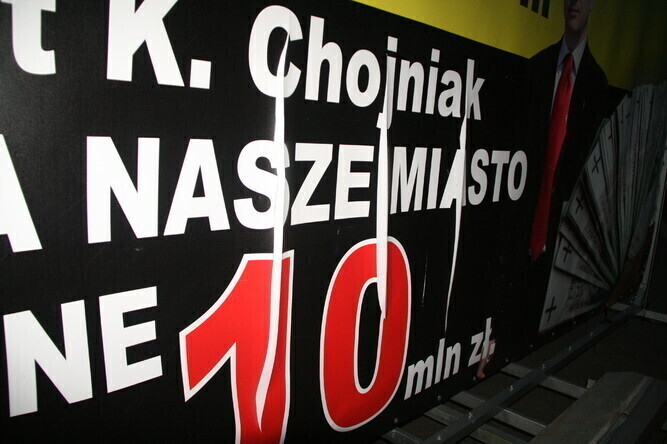 t K. Chojniak
A NASZE MIASTO
NE 10 mln zł.